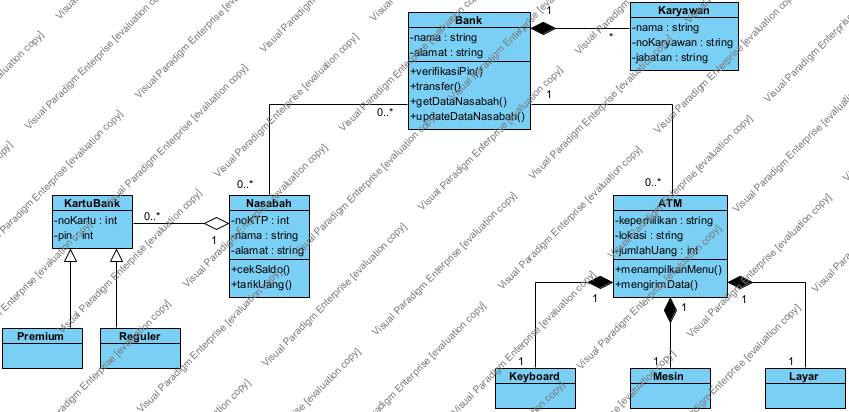 Bank
-nama : string
-alamat : string
+verifikasiPin()
+transfer()
+getDataNasabah()
+updateDataNasabah()
1
*
Karyawan
-nama : string
-noKaryawan : string
-jabatan : string
0..*
0..*
1
0..*
KartuBank
-noKartu : int
-pin : int
0..*
1
Nasabah
-noKTP : int
-nama : string
-alamat : string
+cekSaldo()
+tarikUang()
ATM
-kepemilikan : string
-lokasi : string
-jumlahUang : int
+menampilkanMenu()
+mengirimData()
1
1
1
Premium
Reguler
1
Keyboard
1
Mesin
1
Layar
Visual Paradigm Enterprise [evaluation copy]